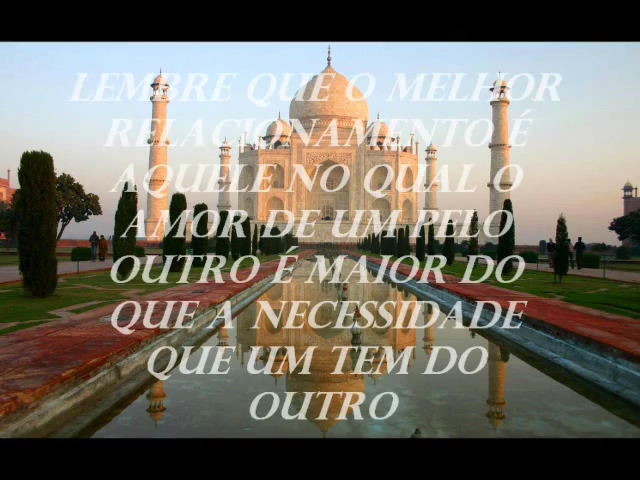 LEMBRE QUE O MELHOR
RELACIONAMENTO É
AQUELE NO QUAL O
AMOR DE UM PELO
OUTRO É MAIOR DO
QUE A NECESSIDADE
QUE UM TEM DO
OUTRO